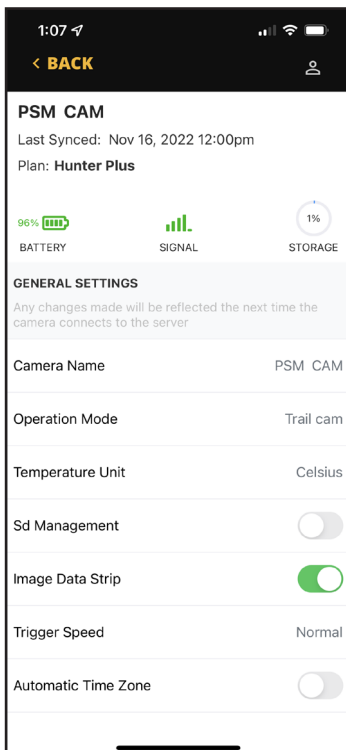 1:07
< BACK
PSM CAM
Last Synced: Nov 16, 2022 12:00pm
Plan: Hunter Plus
96%
1%
BATTERY
SIGNAL
STORAGE
GENERAL SETTINGS
Any changes made will be reflected the next time the
camera connects to the server
Camera Name PSM CAM
Operation Mode Trail cam
Temperature Unit Celsius
Sd Management
Image Data Strip
Trigger Speed Normal
Automatic Time Zone